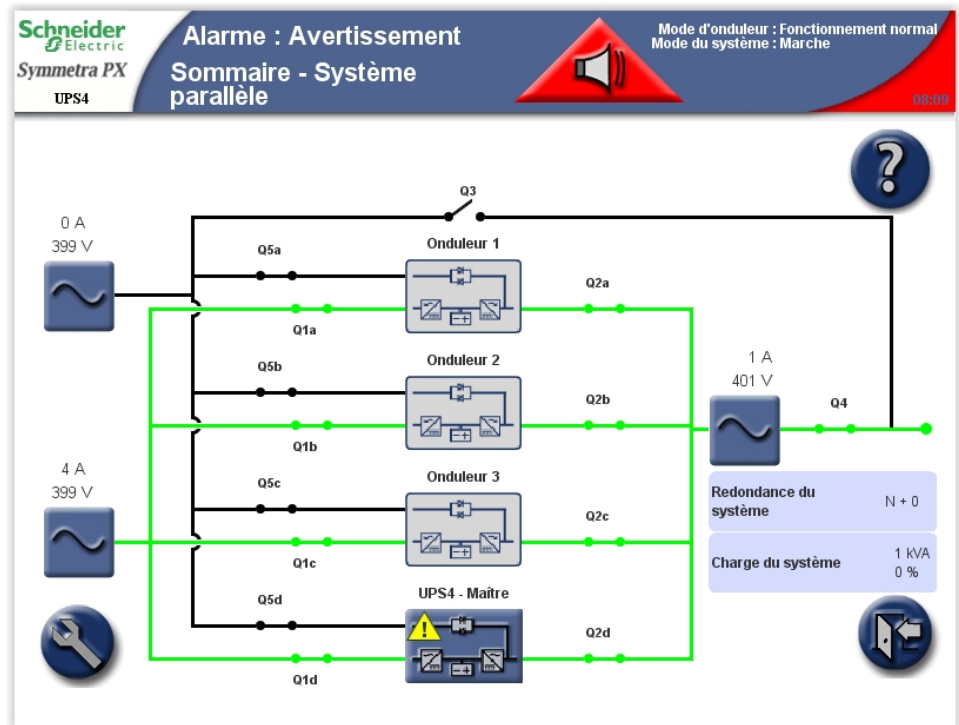 Schneider
Electric
Symmetra PX
UPS4
Alarme : Avertissement
Sommaire - Système
parallèle
Mode d'onduleur : Fonctionnement normal
Mode du système : Marche
08:09
?
Q3
0 A
399 V
Q5a
Onduleur 1
Q2a
Q1a
Q5b
Onduleur 2
Q2b
Q1b
1 A
401 V
Q4
4 A
399 V
Q5c
Onduleur 3
Q2c
Q1c
Redondance du
système
N + 0
Charge du système
1 kVA
0 %
Q5d
UPS4 - Maître
!
Q2d
Q1d